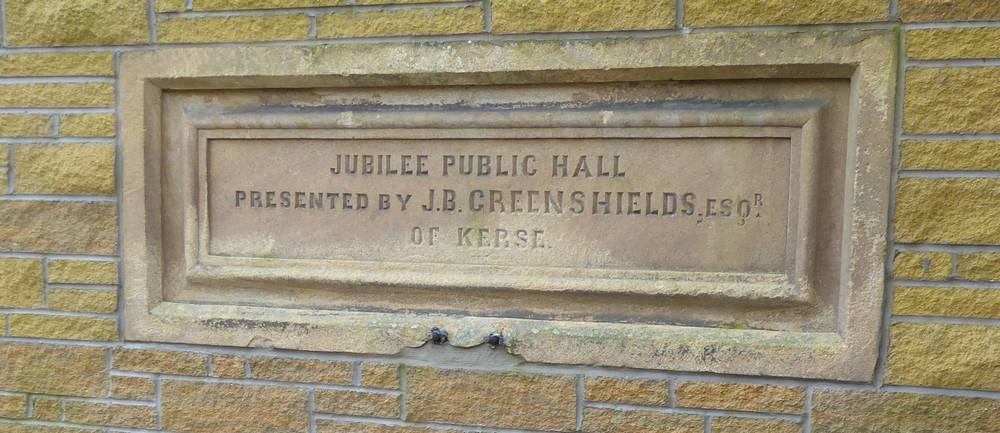 JUBILEE PUBLIC HALL
PRESENTED BY J.B. GREENSHIELDS, ESQR.
OF KERSE.